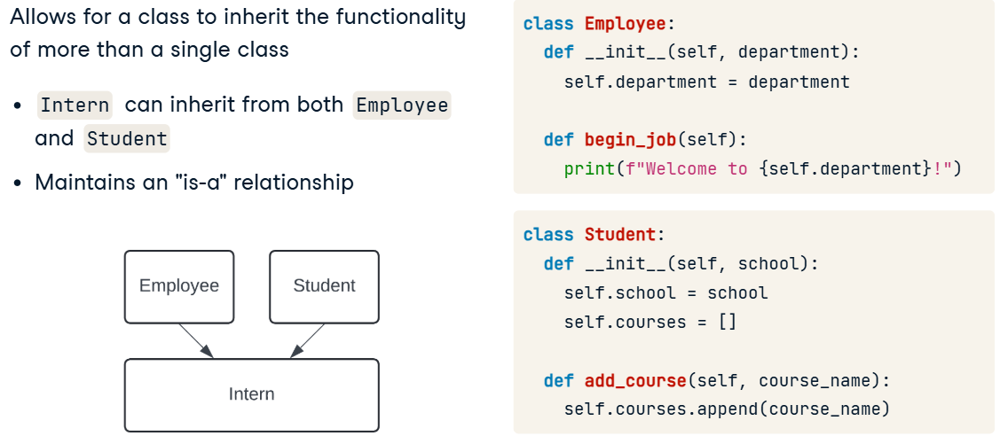 Allows for a class to inherit the functionality
of more than a single class
• Intern can inherit from both Employee
and Student
• Maintains an "is-a" relationship
Employee
Student
Intern
class Employee:
  def __init__(self, department):
    self.department = department

  def begin_job(self):
    print(f"Welcome to {self.department}!")
class Student:
  def __init__(self, school):
    self.school = school
    self.courses = []

  def add_course(self, course_name):
    self.courses.append(course_name)